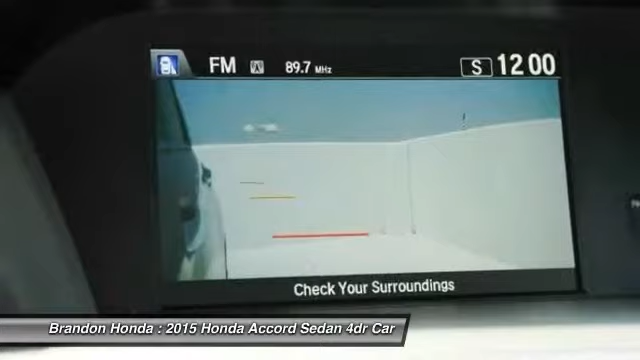 FM 89.7 MHz S 12:00
Check Your Surroundings
Brandon Honda : 2015 Honda Accord Sedan 4dr Car